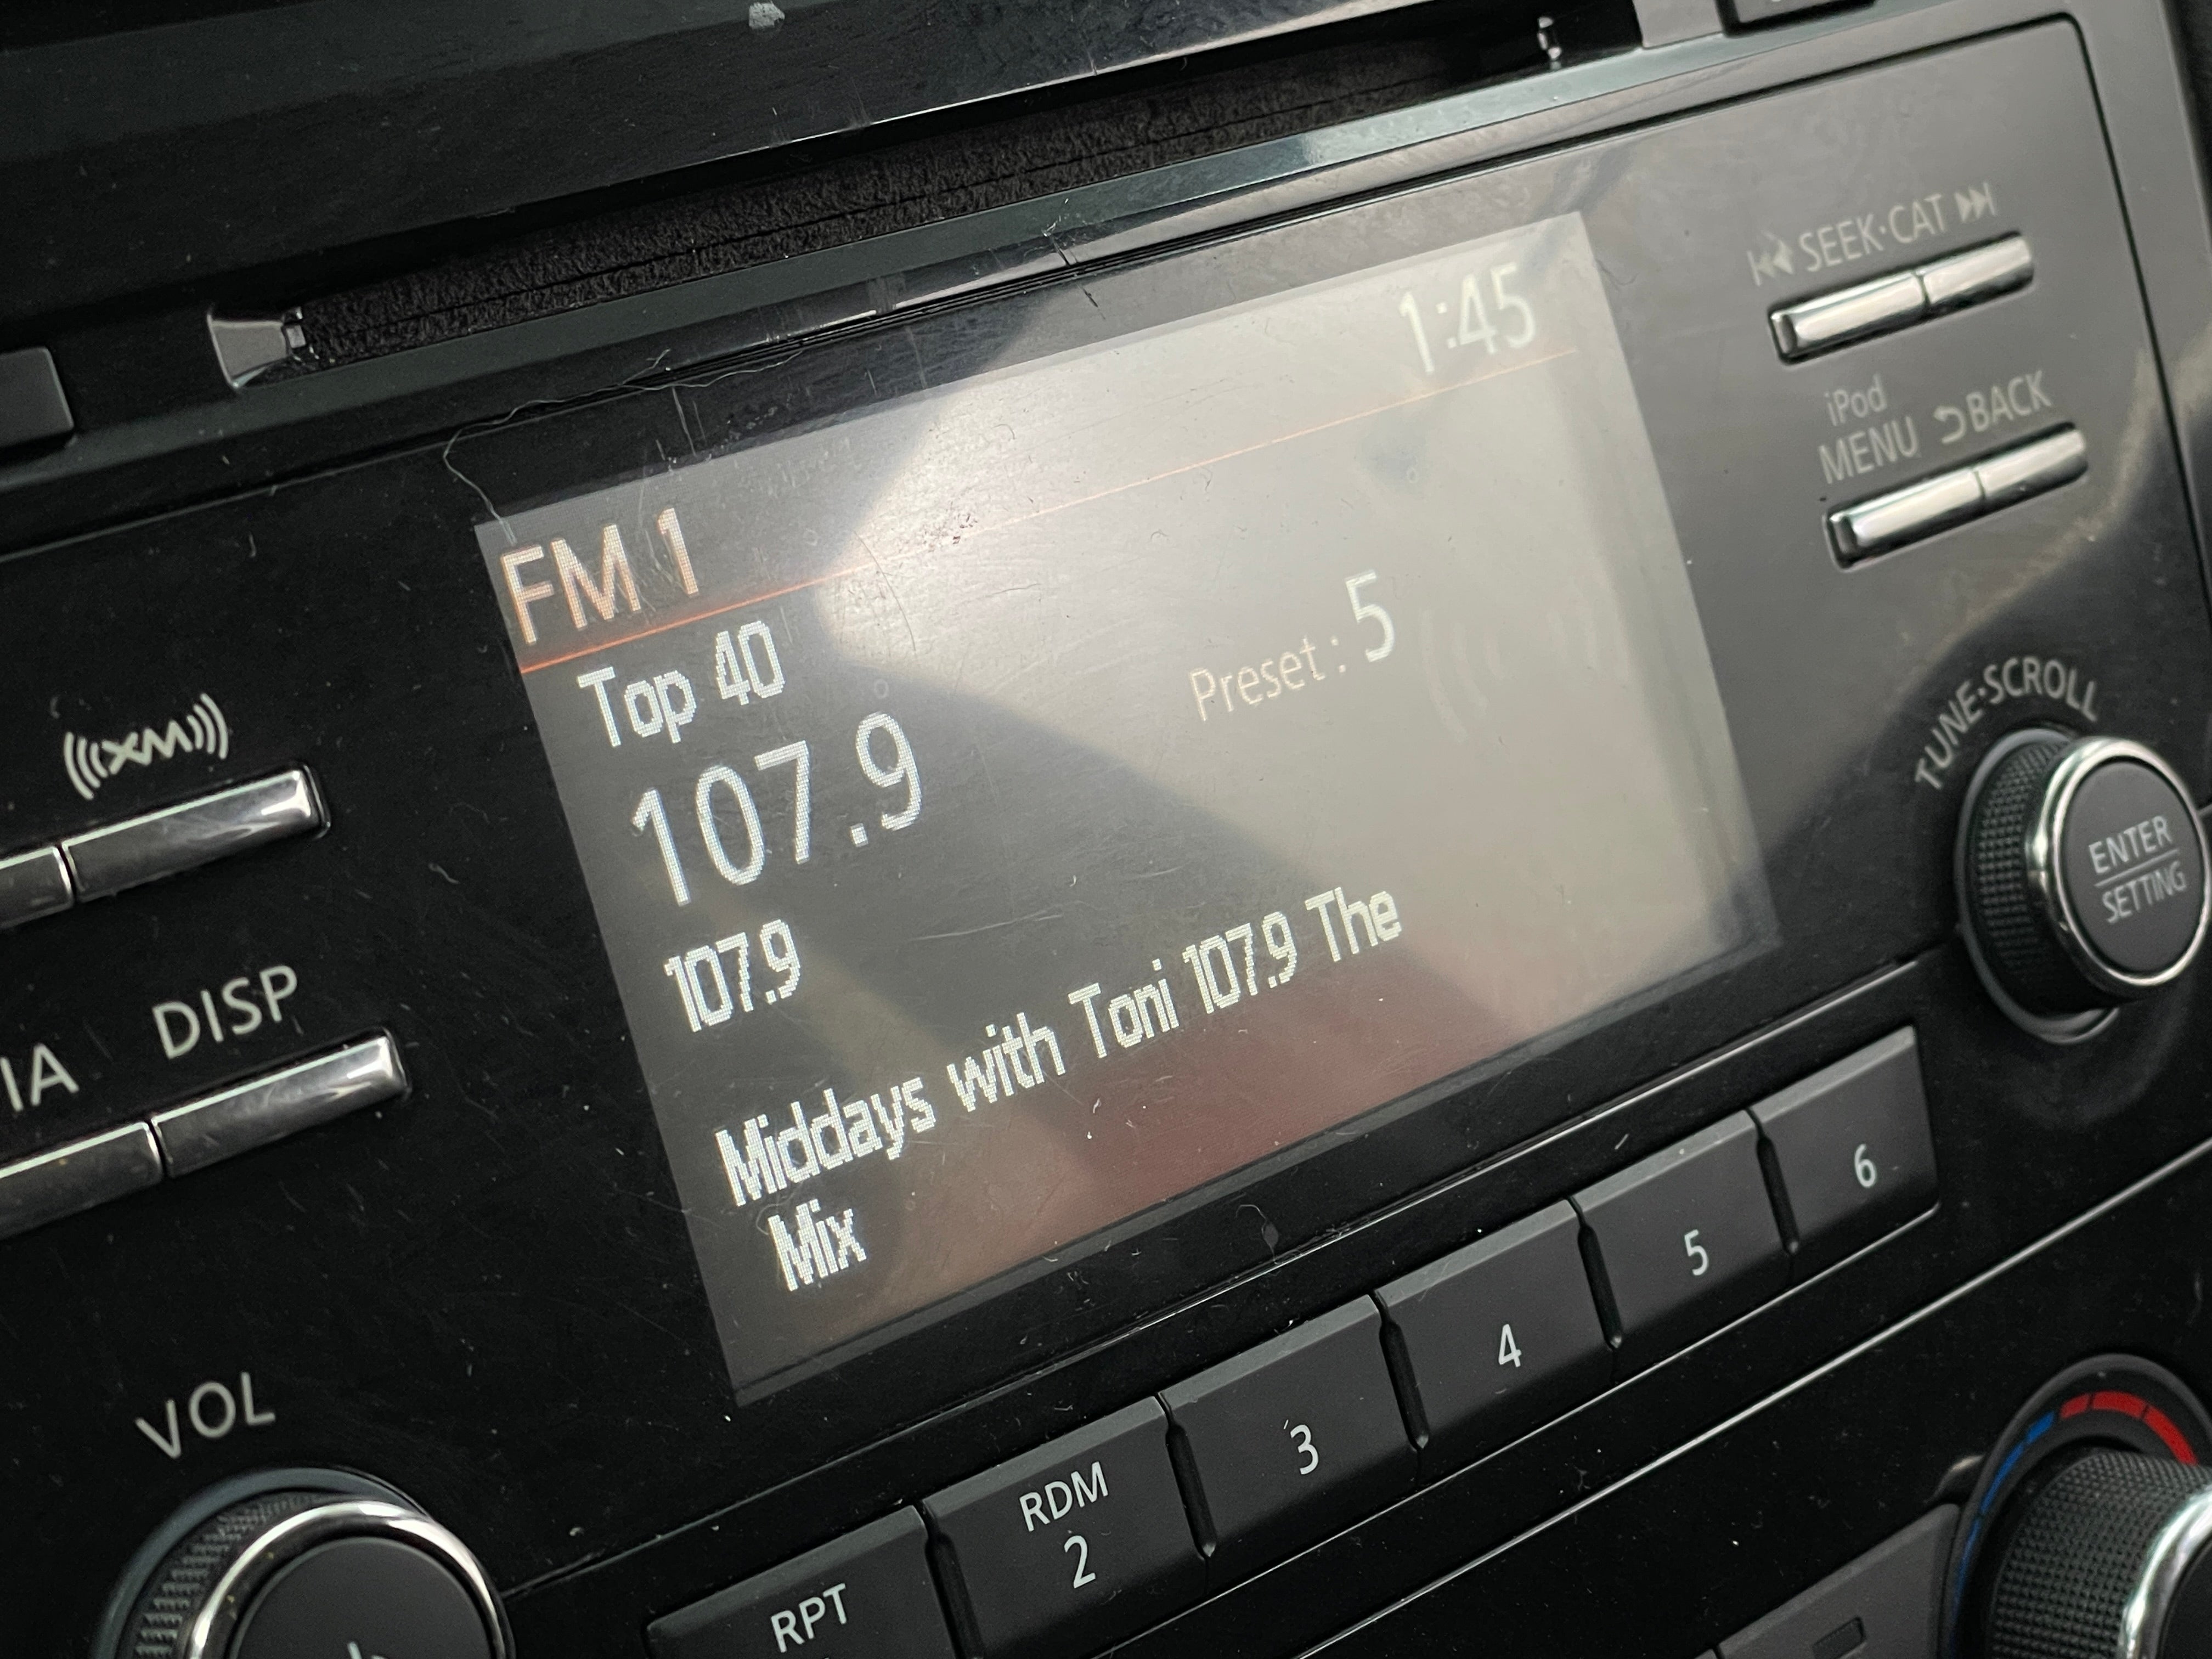 SEEK·CAT
iPod
MENU BACK
TUNE·SCROLL
ENTER
SETTING
XM
DISP
IA
VOL
FM 1
1:45
Top 40
Preset : 5
107.9
107.9
Middays with Toni 107.9 The
Mix
RPT
RDM
2
3
4
5
6